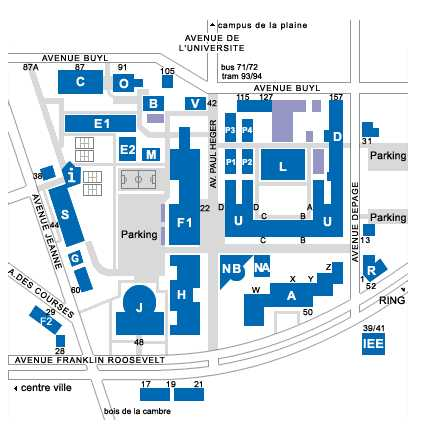 campus de la plaine
AVENUE DE
L'UNIVERSITE
AVENUE BUYL
bus 71/72
tram 93/94
87A
87
91
105
AVENUE BUYL
C
O
B
V
42
115
127
157
E1
P3
P4
D
31
E2
M
AV. PAUL HEGER
P1
P2
L
Parking
38
i
S
44
AVENUE JEANNE
Parking
F1
22
D
D
C
B
A
U
U
C
B
AVENUE DEPAGE
Parking
13
G
60
NB
NA
Z
Y
X
W
A
R
1
52
RING
A. DES COURSES
H
J
50
29
F2
28
48
39/41
IEE
AVENUE FRANKLIN ROOSEVELT
centre ville
17
19
21
bois de la cambre